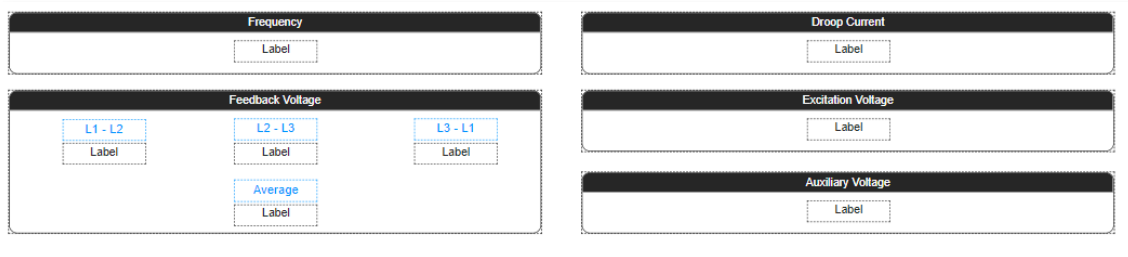 Frequency
Label
Feedback Voltage
L1 - L2 L2 - L3 L3 - L1
Label Label Label
Average
Label
Droop Current
Label
Excitation Voltage
Label
Auxiliary Voltage
Label